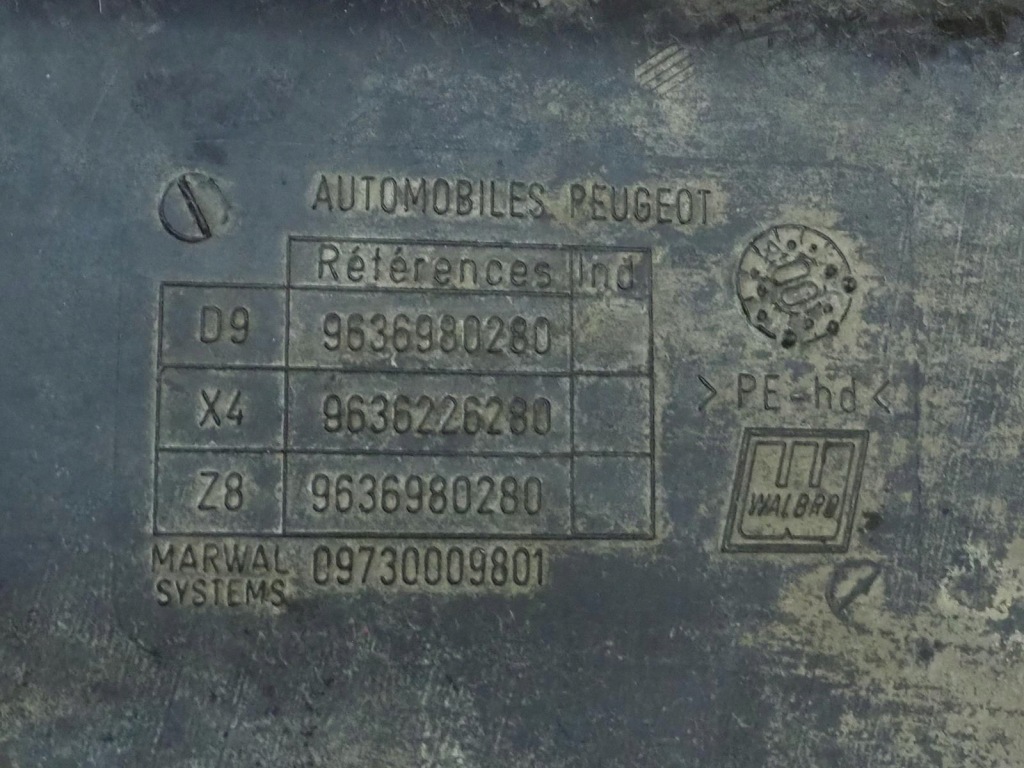 AUTOMOBILES PEUGEOT
Références Ind
D9 9636980280
X4 9636226280
Z8 9636980280
MARWAL SYSTEMS 09730009801
>PE-hd<
WALBRO